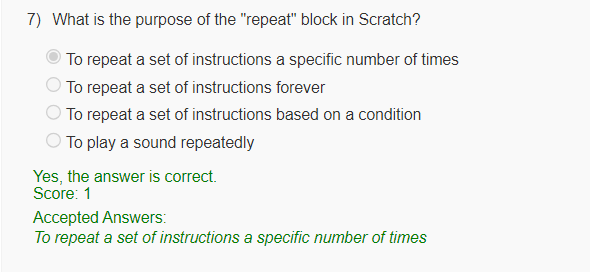 7) What is the purpose of the "repeat" block in Scratch?
To repeat a set of instructions a specific number of times
To repeat a set of instructions forever
To repeat a set of instructions based on a condition
To play a sound repeatedly
Yes, the answer is correct.
Score: 1
Accepted Answers:
To repeat a set of instructions a specific number of times